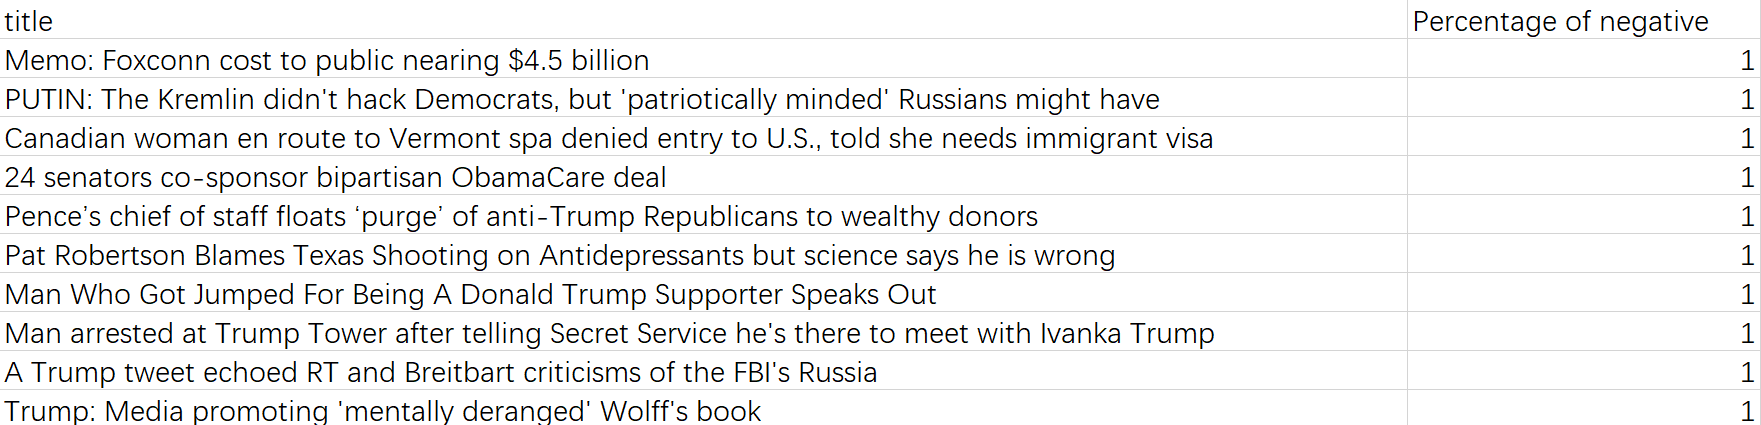 title Percentage of negative
Memo: Foxconn cost to public nearing $4.5 billion 1
PUTIN: The Kremlin didn't hack Democrats, but 'patriotically minded' Russians might have 1
Canadian woman en route to Vermont spa denied entry to U.S., told she needs immigrant visa 1
24 senators co-sponsor bipartisan ObamaCare deal 1
Pence’s chief of staff floats ‘purge’ of anti-Trump Republicans to wealthy donors 1
Pat Robertson Blames Texas Shooting on Antidepressants but science says he is wrong 1
Man Who Got Jumped For Being A Donald Trump Supporter Speaks Out 1
Man arrested at Trump Tower after telling Secret Service he's there to meet with Ivanka Trump 1
A Trump tweet echoed RT and Breitbart criticisms of the FBI's Russia 1
Trump: Media promoting 'mentally deranged' Wolff's book 1